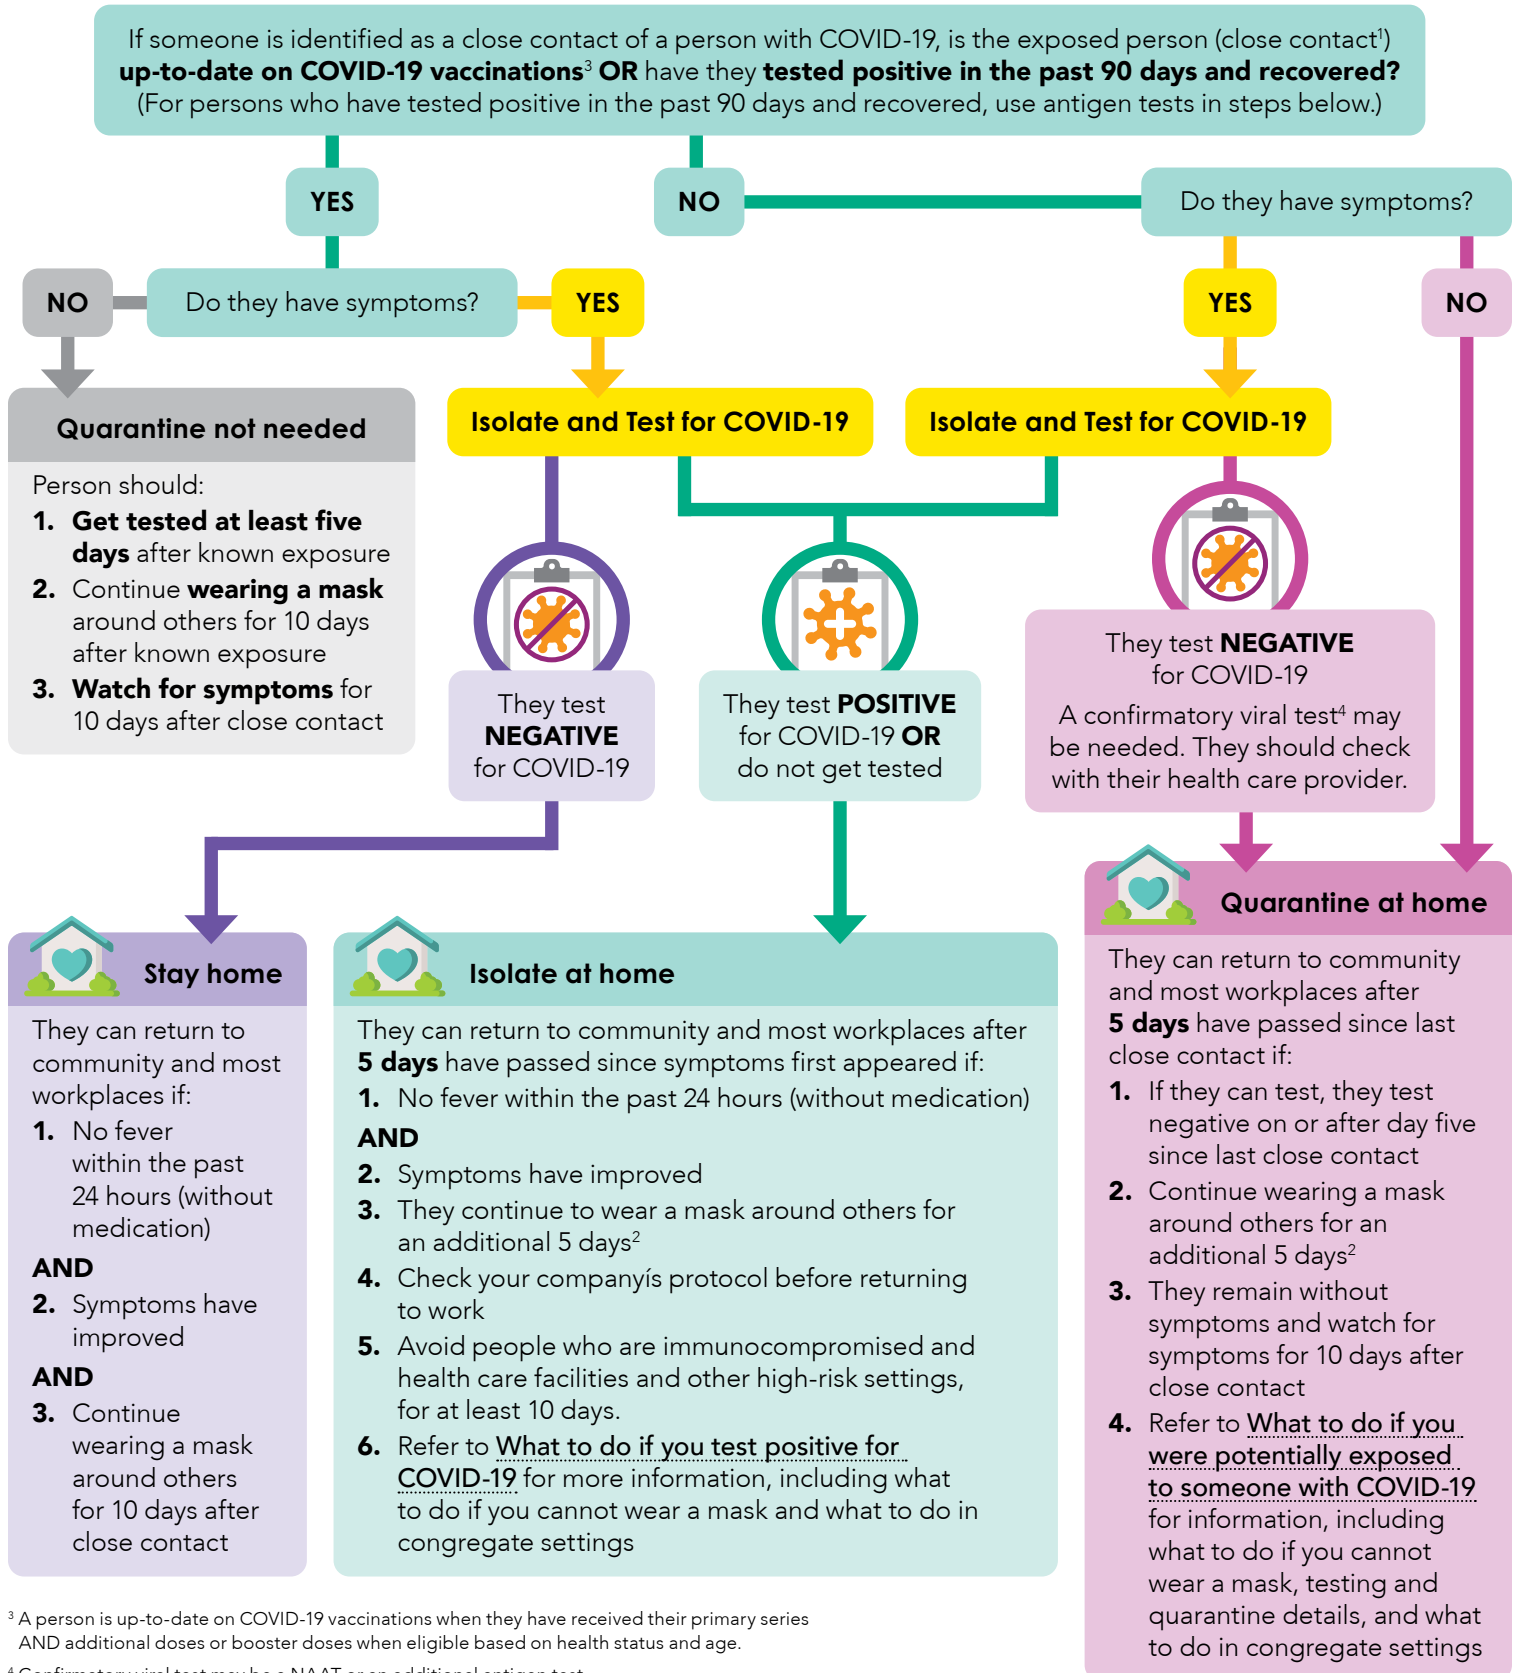 If someone is identified as a close contact of a person with COVID-19, is the exposed person (close contact¹)
up-to-date on COVID-19 vaccinations³ OR have they tested positive in the past 90 days and recovered?
(For persons who have tested positive in the past 90 days and recovered, use antigen tests in steps below.)
YES
NO
Do they have symptoms?
NO
Do they have symptoms?
YES
YES
NO
Quarantine not needed
Person should:
1. Get tested at least five
days after known exposure
2. Continue wearing a mask
around others for 10 days
after known exposure
3. Watch for symptoms for
10 days after close contact
Isolate and Test for COVID-19
Isolate and Test for COVID-19
They test
NEGATIVE
for COVID-19
They test POSITIVE
for COVID-19 OR
do not get tested
They test NEGATIVE
for COVID-19
A confirmatory viral test⁴ may
be needed. They should check
with their health care provider.
Stay home
They can return to
community and most
workplaces if:
1. No fever
within the past
24 hours (without
medication)
AND
2. Symptoms have
improved
AND
3. Continue
wearing a mask
around others
for 10 days after
close contact
Isolate at home
They can return to community and most workplaces after
5 days have passed since symptoms first appeared if:
1. No fever within the past 24 hours (without medication)
AND
2. Symptoms have improved
3. They continue to wear a mask around others for
an additional 5 days²
4. Check your companyís protocol before returning
to work
5. Avoid people who are immunocompromised and
health care facilities and other high-risk settings,
for at least 10 days.
6. Refer to What to do if you test positive for
COVID-19 for more information, including what
to do if you cannot wear a mask and what to do in
congregate settings
Quarantine at home
They can return to community
and most workplaces after
5 days have passed since last
close contact if:
1. If they can test, they test
negative on or after day five
since last close contact
2. Continue wearing a mask
around others for an
additional 5 days²
3. They remain without
symptoms and watch for
symptoms for 10 days after
close contact
4. Refer to What to do if you
were potentially exposed
to someone with COVID-19
for information, including
what to do if you cannot
wear a mask, testing and
quarantine details, and what
to do in congregate settings
³ A person is up-to-date on COVID-19 vaccinations when they have received their primary series
AND additional doses or booster doses when eligible based on health status and age.
⁴ Confirmatory viral test may be a NAAT or an additional antigen test